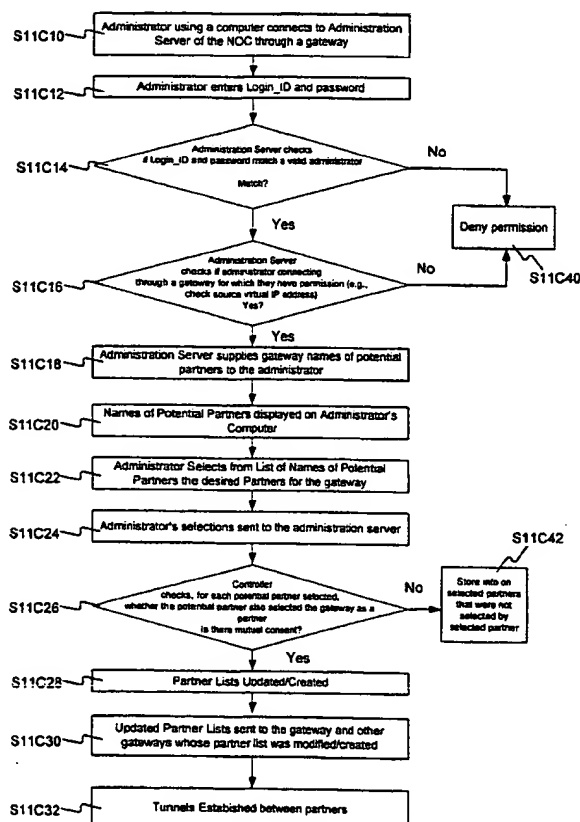 S11C10
Administrator using a computer connects to Administration
Server of the NOC through a gateway
S11C12
Administrator enters Login_ID and password
S11C14
Administration Server checks
if Login_ID and password match a valid administrator
Match?
No
Yes
Deny permission
S11C40
S11C16
Administration Server
checks if administrator connecting
through a gateway for which they have permission (e.g.,
check source virtual IP address)
Yes?
No
Yes
S11C18
Administration Server supplies gateway names of potential
partners to the administrator
S11C20
Names of Potential Partners displayed on Administrator's
Computer
S11C22
Administrator Selects from List of Names of Potential
Partners the desired Partners for the gateway
S11C24
Administrator's selections sent to the administration server
S11C26
Controller
checks, for each potential partner selected,
whether the potential partner also selected the gateway as a
partner
Is there mutual consent?
No
Yes
S11C42
Store info on
selected partners
that were not
selected by
selected partner
S11C28
Partner Lists Updated/Created
S11C30
Updated Partner Lists sent to the gateway and other
gateways whose partner list was modified/created
S11C32
Tunnels Established between partners